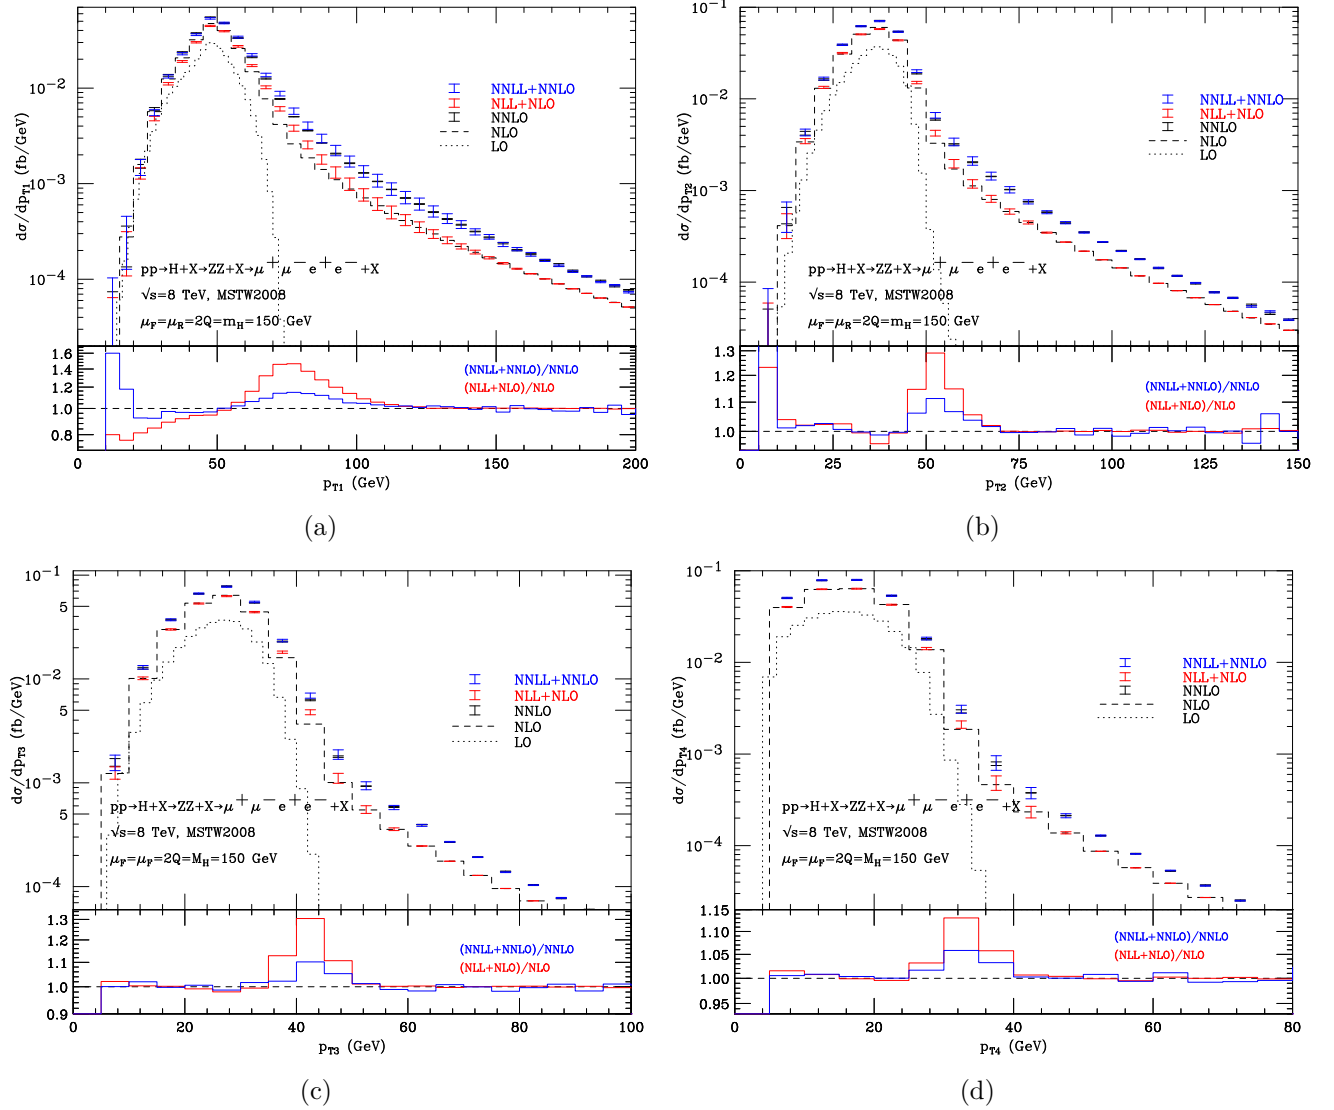 10⁻²
10⁻³
10⁻⁴
dσ/dp_T1 (fb/GeV)
NNLL+NNLO
NLL+NLO
NNLO
NLO
LO
pp→H+X→ZZ+X→μ⁺μ⁻e⁺e⁻+X
√s=8 TeV, MSTW2008
μ_F=μ_R=2Q=m_H=150 GeV
1.6
1.4
1.2
1.0
0.8
(NNLL+NNLO)/NNLO
(NLL+NLO)/NLO
0 50 100 150 200
p_T1 (GeV)
(a)
10⁻¹
10⁻²
10⁻³
10⁻⁴
dσ/dp_T2 (fb/GeV)
NNLL+NNLO
NLL+NLO
NNLO
NLO
LO
pp→H+X→ZZ+X→μ⁺μ⁻e⁺e⁻+X
√s=8 TeV, MSTW2008
μ_F=μ_R=2Q=m_H=150 GeV
1.3
1.2
1.1
1.0
(NNLL+NNLO)/NNLO
(NLL+NLO)/NLO
0 25 50 75 100 125 150
p_T2 (GeV)
(b)
10⁻¹
5
10⁻²
5
10⁻³
5
10⁻⁴
dσ/dp_T3 (fb/GeV)
NNLL+NNLO
NLL+NLO
NNLO
NLO
LO
pp→H+X→ZZ+X→μ⁺μ⁻e⁺e⁻+X
√s=8 TeV, MSTW2008
μ_F=μ_F=2Q=M_H=150 GeV
1.3
1.2
1.1
1.0
0.9
(NNLL+NNLO)/NNLO
(NLL+NLO)/NLO
0 20 40 60 80 100
p_T3 (GeV)
(c)
10⁻¹
10⁻²
10⁻³
10⁻⁴
dσ/dp_T4 (fb/GeV)
NNLL+NNLO
NLL+NLO
NNLO
NLO
LO
pp→H+X→ZZ+X→μ⁺μ⁻e⁺e⁻+X
√s=8 TeV, MSTW2008
μ_F=μ_F=2Q=M_H=150 GeV
1.15
1.10
1.05
1.00
0.95
(NNLL+NNLO)/NNLO
(NLL+NLO)/NLO
0 20 40 60 80
p_T4 (GeV)
(d)